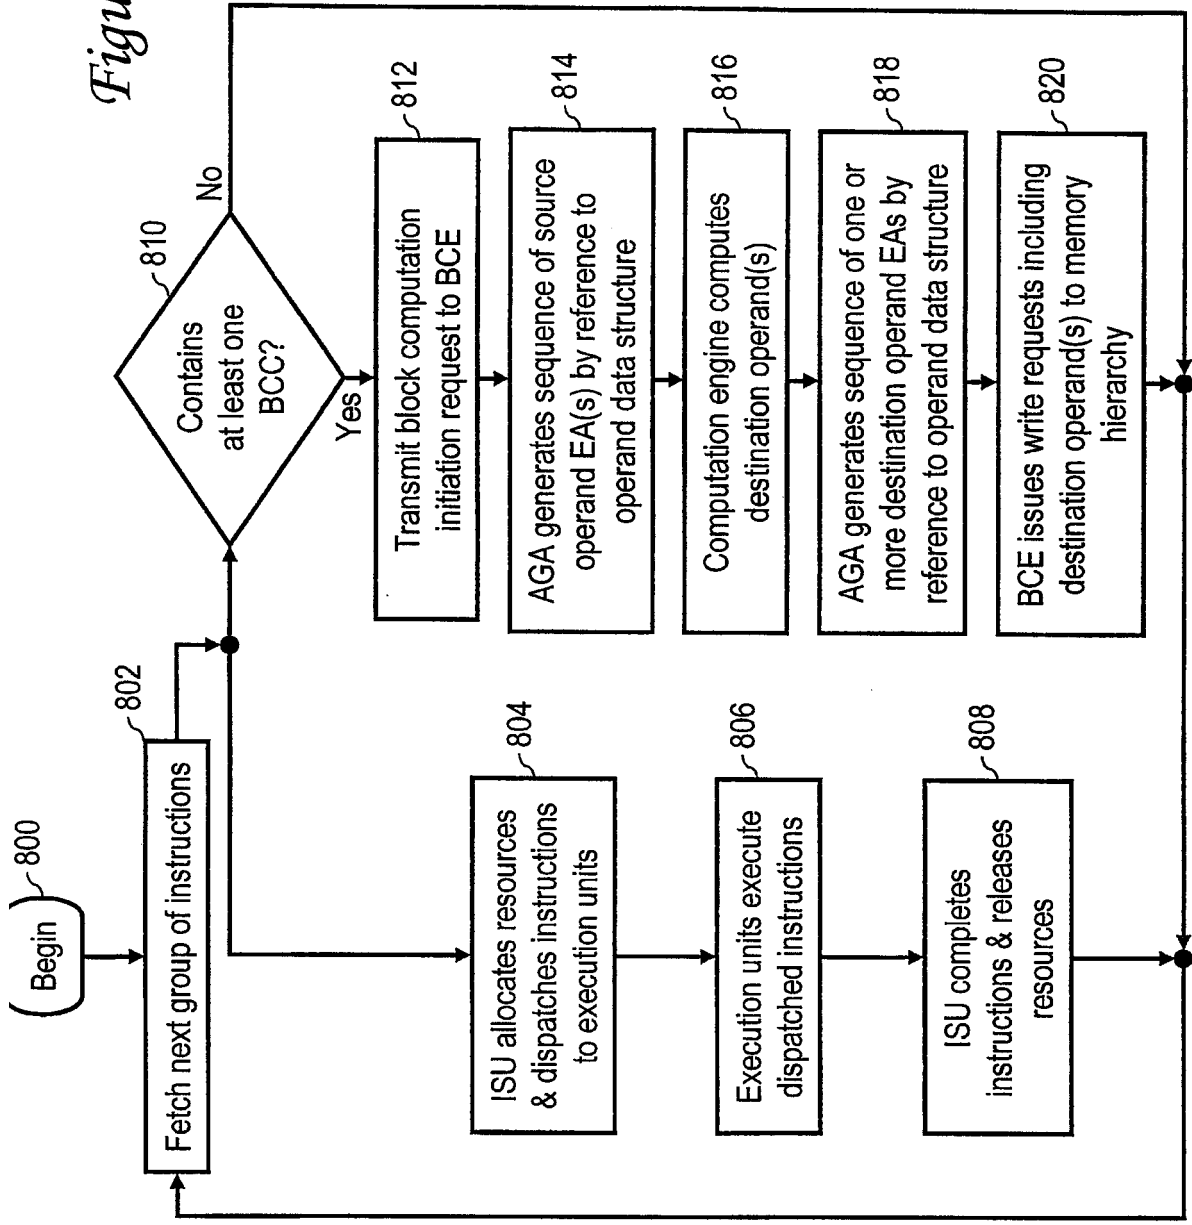 Figu
Begin
800
Fetch next group of instructions
802
ISU allocates resources
& dispatches instructions
to execution units
804
Execution units execute
dispatched instructions
806
ISU completes
instructions & releases
resources
808
Contains
at least one
BCC?
810
No
Yes
Transmit block computation
initiation request to BCE
812
AGA generates sequence of source
operand EA(s) by reference to
operand data structure
814
Computation engine computes
destination operand(s)
816
AGA generates sequence of one or
more destination operand EAs by
reference to operand data structure
818
BCE issues write requests including
destination operand(s) to memory
hierarchy
820